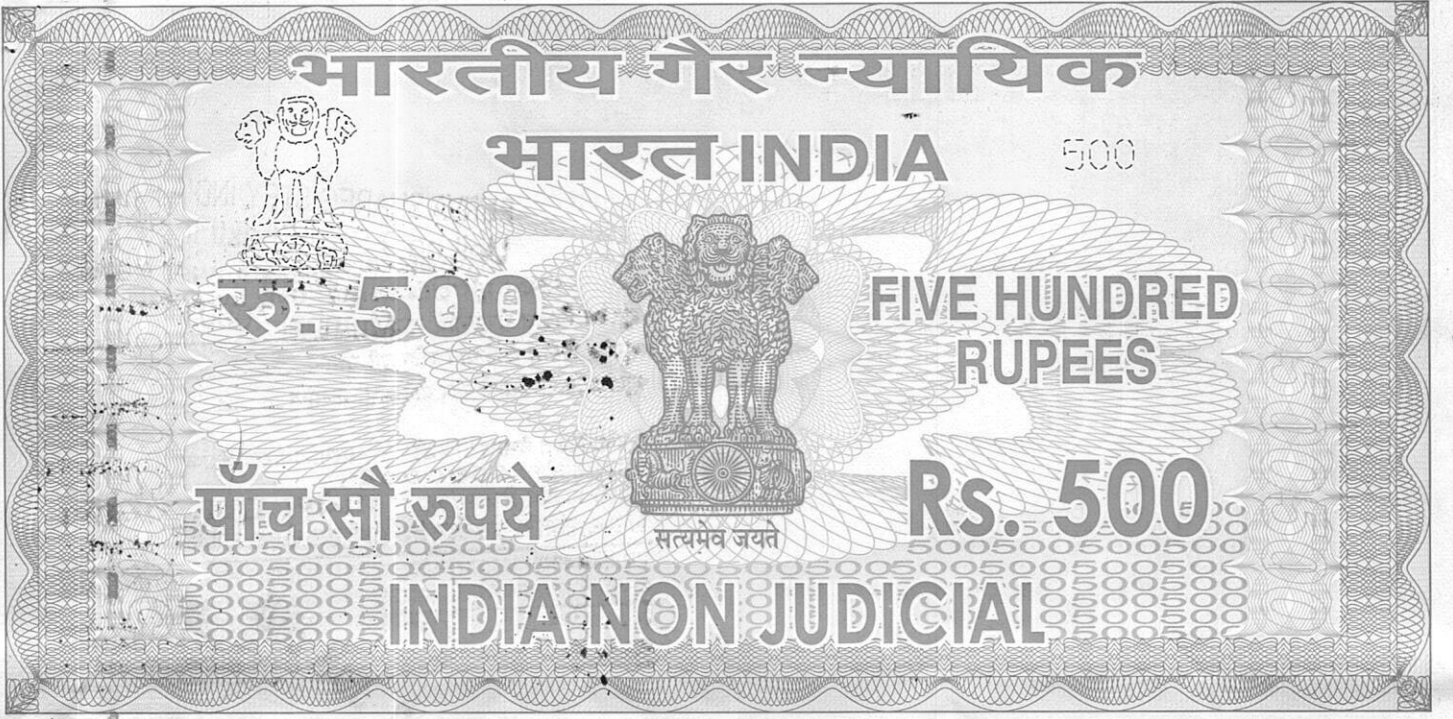 भारतीय गैर न्यायिक
भारत INDIA
500
रु. 500
FIVE HUNDRED
RUPEES
पाँच सौ रुपये
Rs. 500
सत्यमेव जयते
INDIA NON JUDICIAL